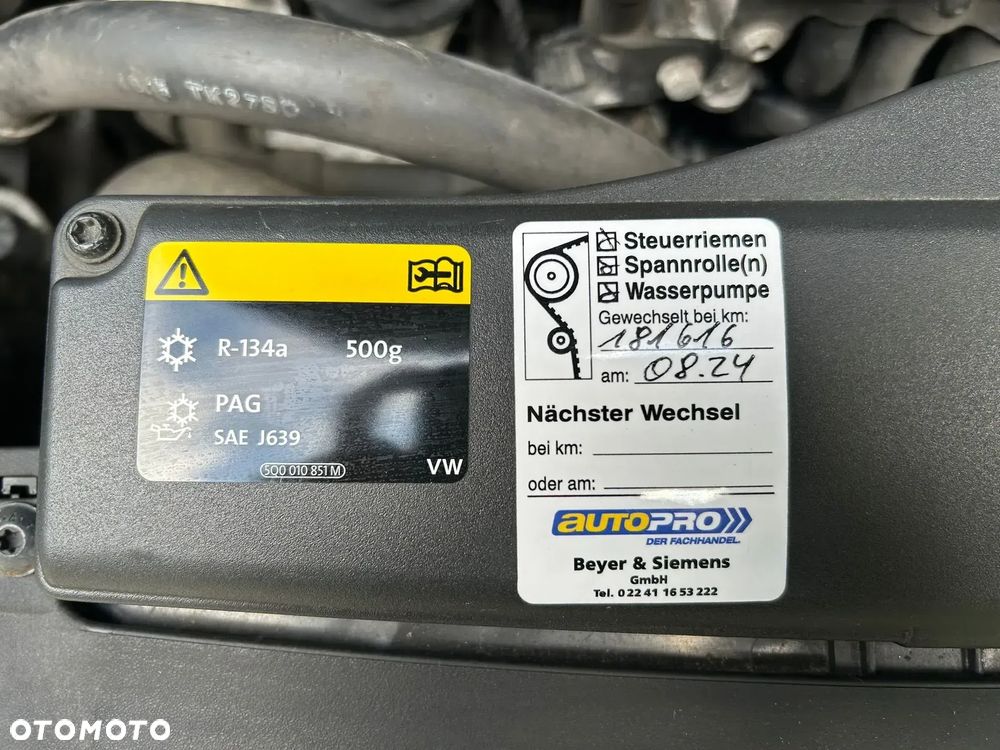 TK27SD
R-134a 500g
PAG
SAE J639
5Q0 010 851 M
VW
Steuerriemen
Spannrolle(n)
Wasserpumpe
Gewechselt bei km:
181616
am: 08.24
Nächster Wechsel
bei km:
oder am:
AUTOPRO
DER FACHHANDEL.
Beyer & Siemens
GmbH
Tel. 0 22 41 16 53 222
OTOMOTO